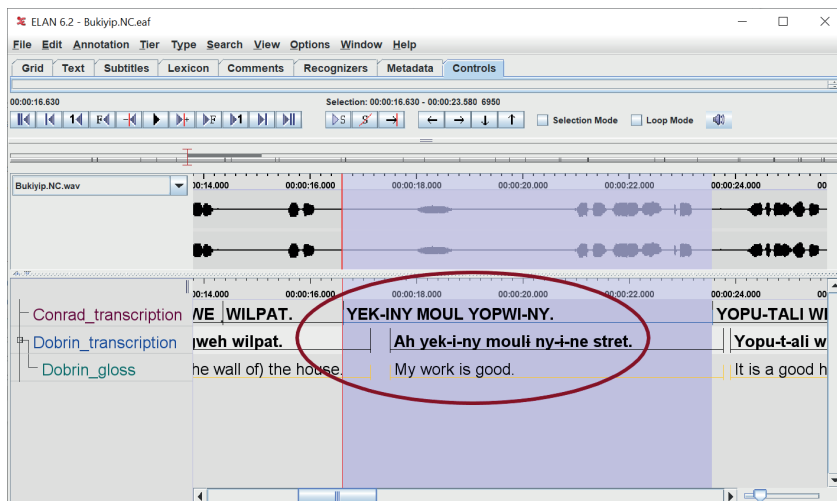 ELAN 6.2 - Bukiyip.NC.eaf
File Edit Annotation Tier Type Search View Options Window Help
Grid Text Subtitles Lexicon Comments Recognizers Metadata Controls
00:00:16.630 Selection: 00:00:16.630 - 00:00:23.580 6950
Selection Mode Loop Mode
Bukiyip.NC.wav 00:14.000 00:00:16.000 00:00:18.000 00:00:20.000 00:00:22.000 00:00:24.000 00
00:14.000 00:00:16.000 00:00:18.000 00:00:20.000 00:00:22.000 00:00:24.000 00
Conrad_transcription WE WILPAT. YEK-INY MOUL YOPWI-NY. YOPU-TALI WI
Dobrin_transcription gweh wilpat. Ah yek-i-ny mouli ny-i-ne stret. Yopu-t-ali w
Dobrin_gloss he wall of) the house. My work is good. It is a good h